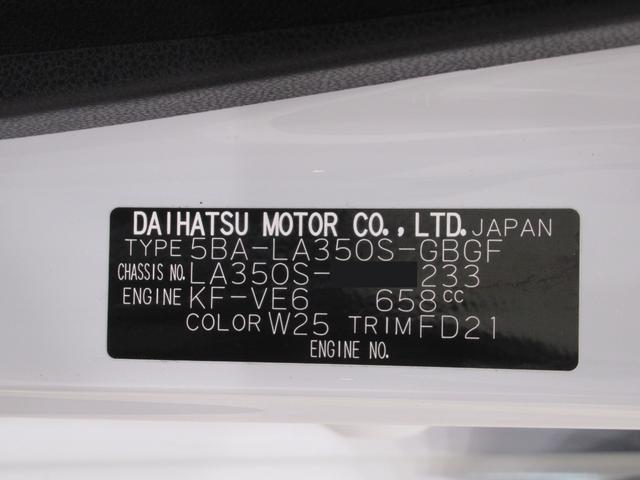 DAIHATSU MOTOR CO.,LTD. JAPAN
TYPE 5BA-LA350S-GBGF
CHASSIS NO. LA350S- 233
ENGINE KF-VE6 658cc
COLOR W25 TRIM FD21
ENGINE NO.